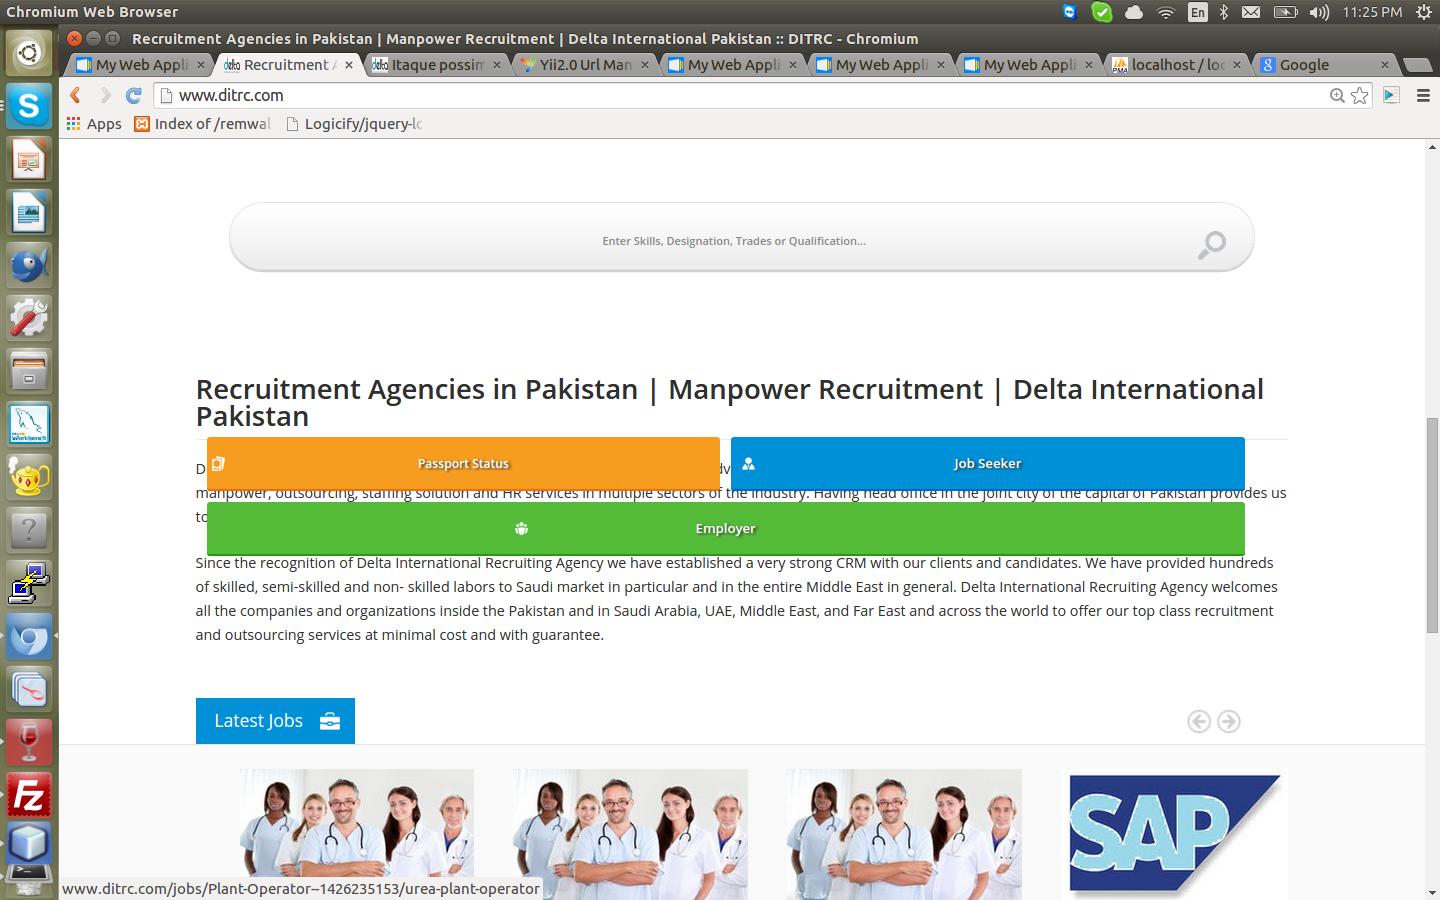 Chromium Web Browser
En
11:25 PM
Recruitment Agencies in Pakistan | Manpower Recruitment | Delta International Pakistan :: DITRC - Chromium
My Web Appli
Recruitment A
Itaque possim
Yii2.0 Url Man
My Web Appli
My Web Appli
My Web Appli
localhost / loc
Google
www.ditrc.com
Apps
Index of /remwal
Logicify/jquery-lo
Enter Skills, Designation, Trades or Qualification...
Recruitment Agencies in Pakistan | Manpower Recruitment | Delta International
Pakistan
Passport Status
Job Seeker
manpower, outsourcing, staffing solution and HR services in multiple sectors of the industry. Having head office in the joint city of the capital of Pakistan provides us
to
Employer
Since the recognition of Delta International Recruiting Agency we have established a very strong CRM with our clients and candidates. We have provided hundreds
of skilled, semi-skilled and non- skilled labors to Saudi market in particular and in the entire Middle East in general. Delta International Recruiting Agency welcomes
all the companies and organizations inside the Pakistan and in Saudi Arabia, UAE, Middle East, and Far East and across the world to offer our top class recruitment
and outsourcing services at minimal cost and with guarantee.
Latest Jobs
SAP
www.ditrc.com/jobs/Plant-Operator--1426235153/urea-plant-operator